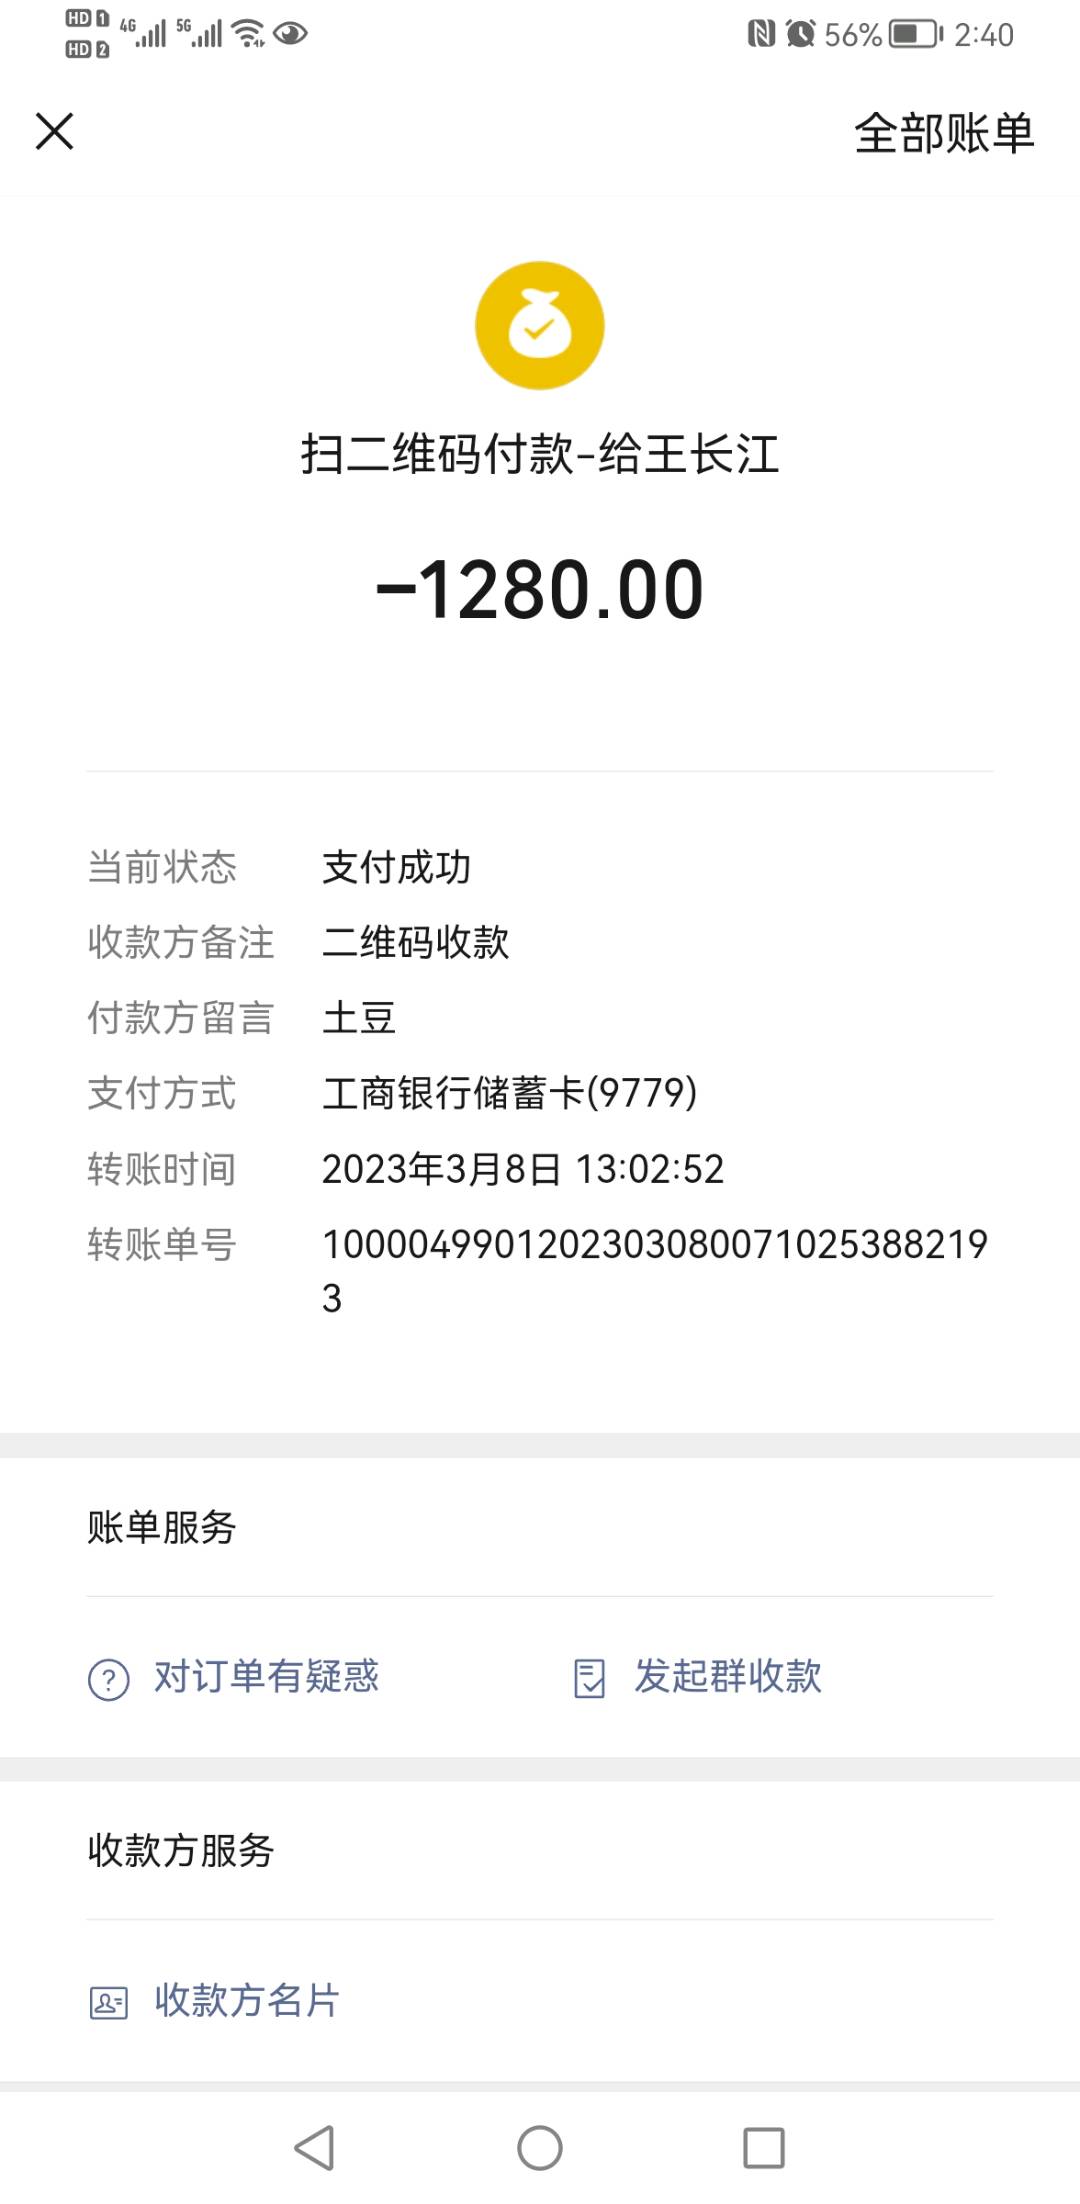 HD 1 4G 5G 56% 2:40
HD 2
全部账单
扫二维码付款-给王长江
-1280.00
当前状态 支付成功
收款方备注 二维码收款
付款方留言 土豆
支付方式 工商银行储蓄卡(9779)
转账时间 2023年3月8日 13:02:52
转账单号 1000049901202303080071025388219
3
账单服务
对订单有疑惑 发起群收款
收款方服务
收款方名片